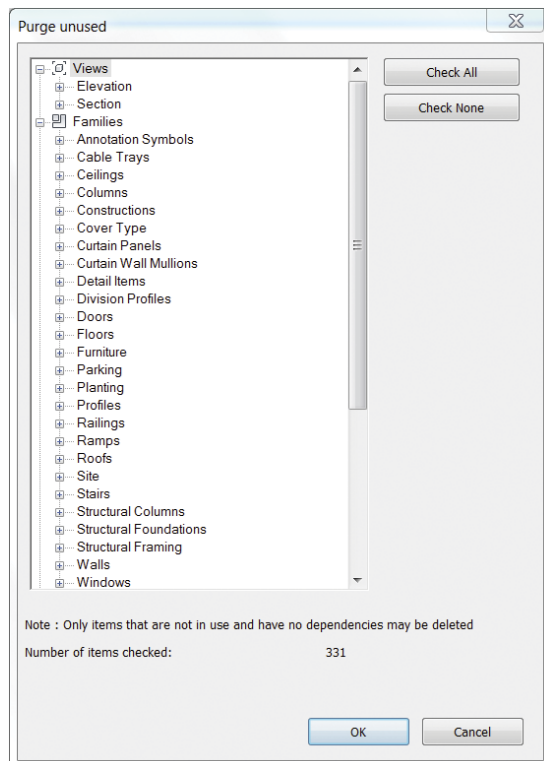 Purge unused
Views
Elevation
Section
Families
Annotation Symbols
Cable Trays
Ceilings
Columns
Constructions
Cover Type
Curtain Panels
Curtain Wall Mullions
Detail Items
Division Profiles
Doors
Floors
Furniture
Parking
Planting
Profiles
Railings
Ramps
Roofs
Site
Stairs
Structural Columns
Structural Foundations
Structural Framing
Walls
Windows
Check All
Check None
Note : Only items that are not in use and have no dependencies may be deleted
Number of items checked: 331
OK Cancel